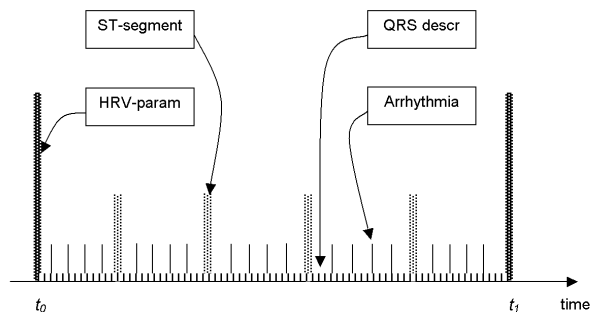 ST-segment
QRS descr
HRV-param
Arrhythmia
t0
t1
time